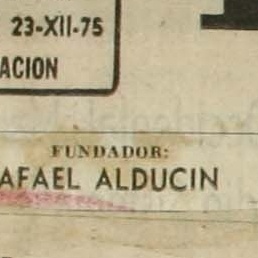 23-XII-75
ACION
FUNDADOR:
AFAEL ALDUCIN